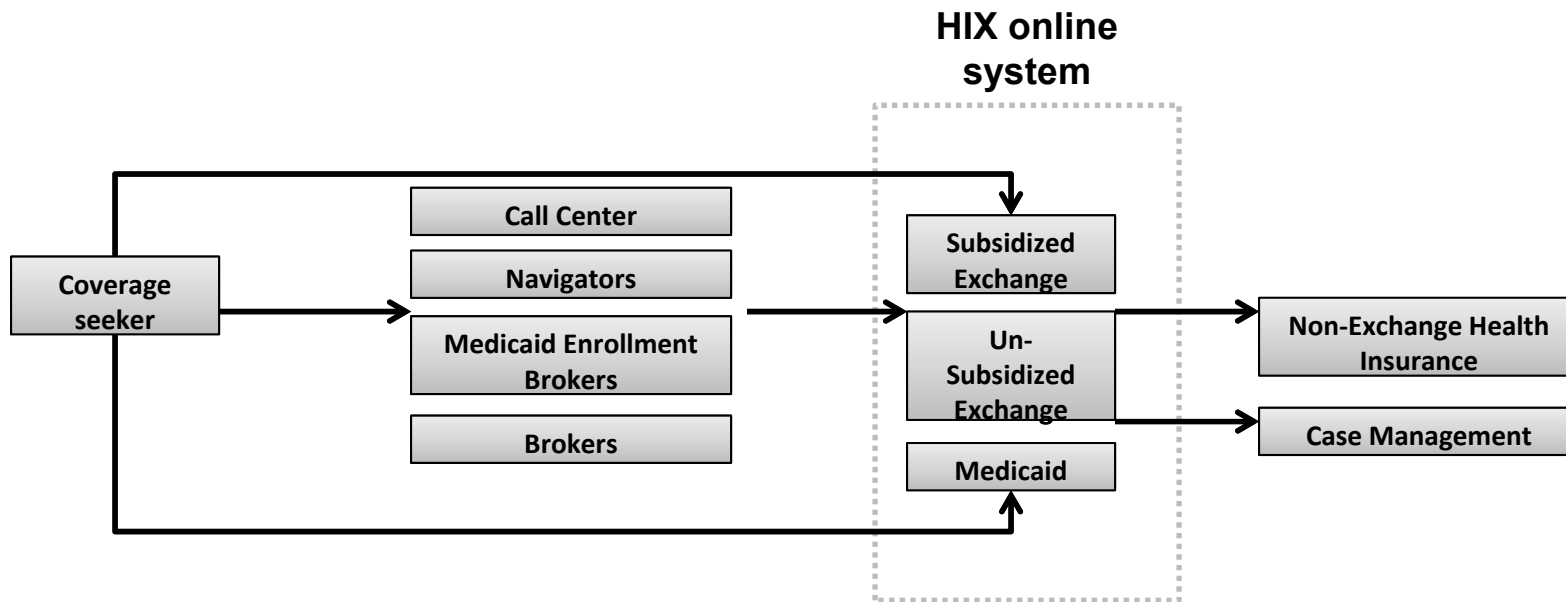 HIX online
system
Call Center
Subsidized
Exchange
Coverage
seeker
Navigators
Medicaid Enrollment
Brokers
Un-
Subsidized
Exchange
Non-Exchange Health
Insurance
Brokers
Medicaid
Case Management